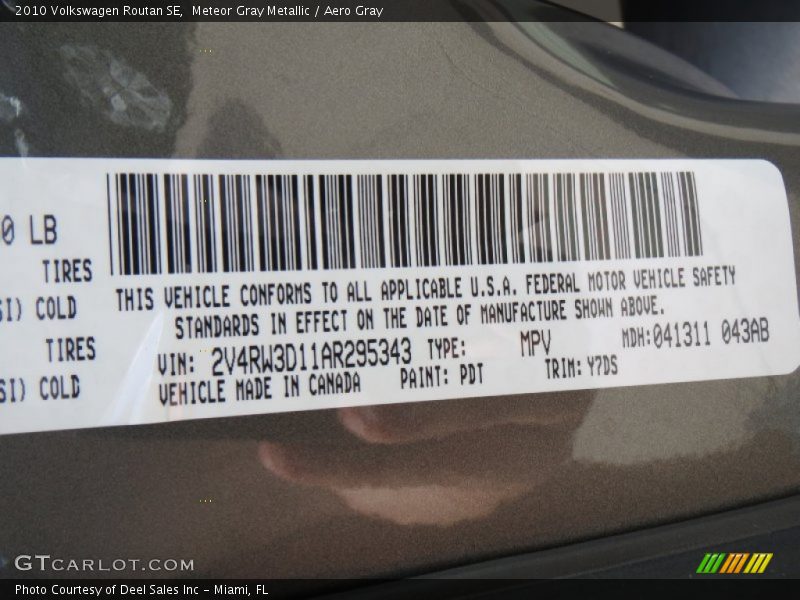 2010 Volkswagen Routan SE, Meteor Gray Metallic / Aero Gray
0 LB
TIRES
SI) COLD
TIRES
SI) COLD
THIS VEHICLE CONFORMS TO ALL APPLICABLE U.S.A. FEDERAL MOTOR VEHICLE SAFETY
STANDARDS IN EFFECT ON THE DATE OF MANUFACTURE SHOWN ABOVE.
VIN: 2V4RW3D11AR295343 TYPE: MPV MDH:041311 043AB
VEHICLE MADE IN CANADA PAINT: PDT TRIM: Y7DS
GTCARLOT.COM
Photo Courtesy of Deel Sales Inc - Miami, FL